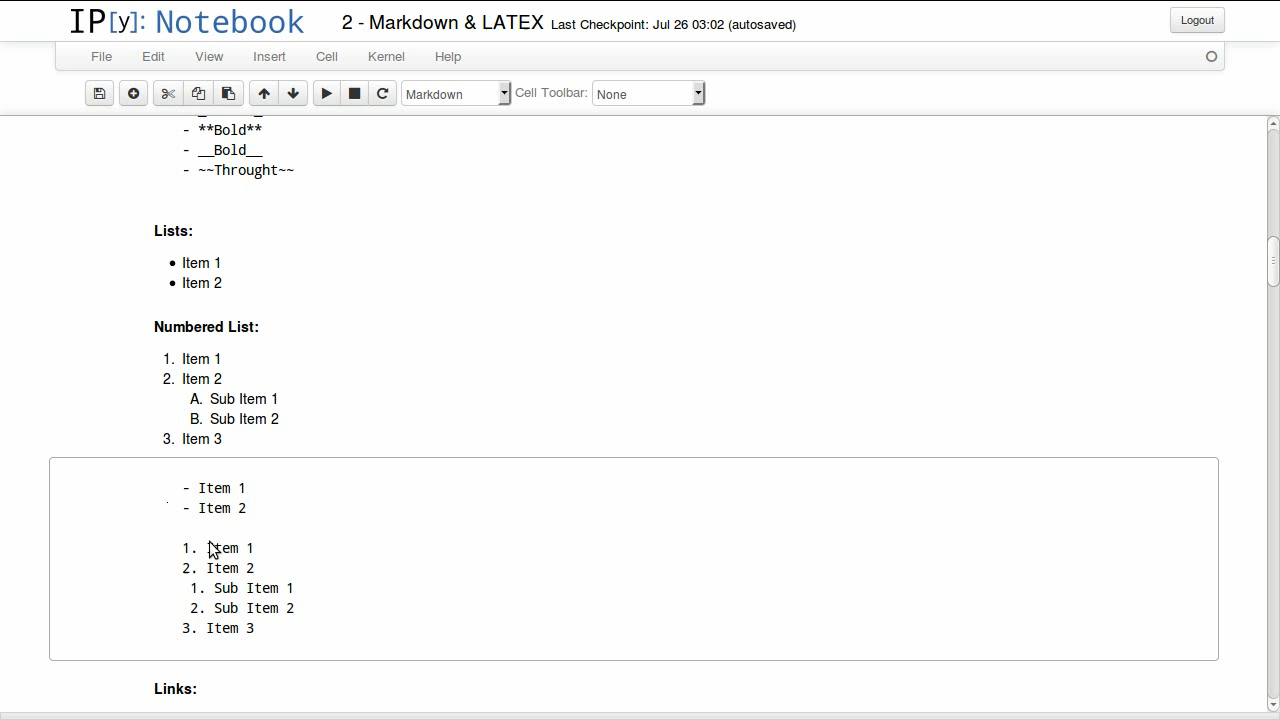 IP[y]: Notebook 2 - Markdown & LATEX Last Checkpoint: Jul 26 03:02 (autosaved) Logout
File Edit View Insert Cell Kernel Help
Markdown Cell Toolbar: None
- **Bold**
- __Bold__
- ~~Throught~~
Lists:
• Item 1
• Item 2
Numbered List:
1. Item 1
2. Item 2
A. Sub Item 1
B. Sub Item 2
3. Item 3
- Item 1
- Item 2
1. Item 1
2. Item 2
1. Sub Item 1
2. Sub Item 2
3. Item 3
Links: